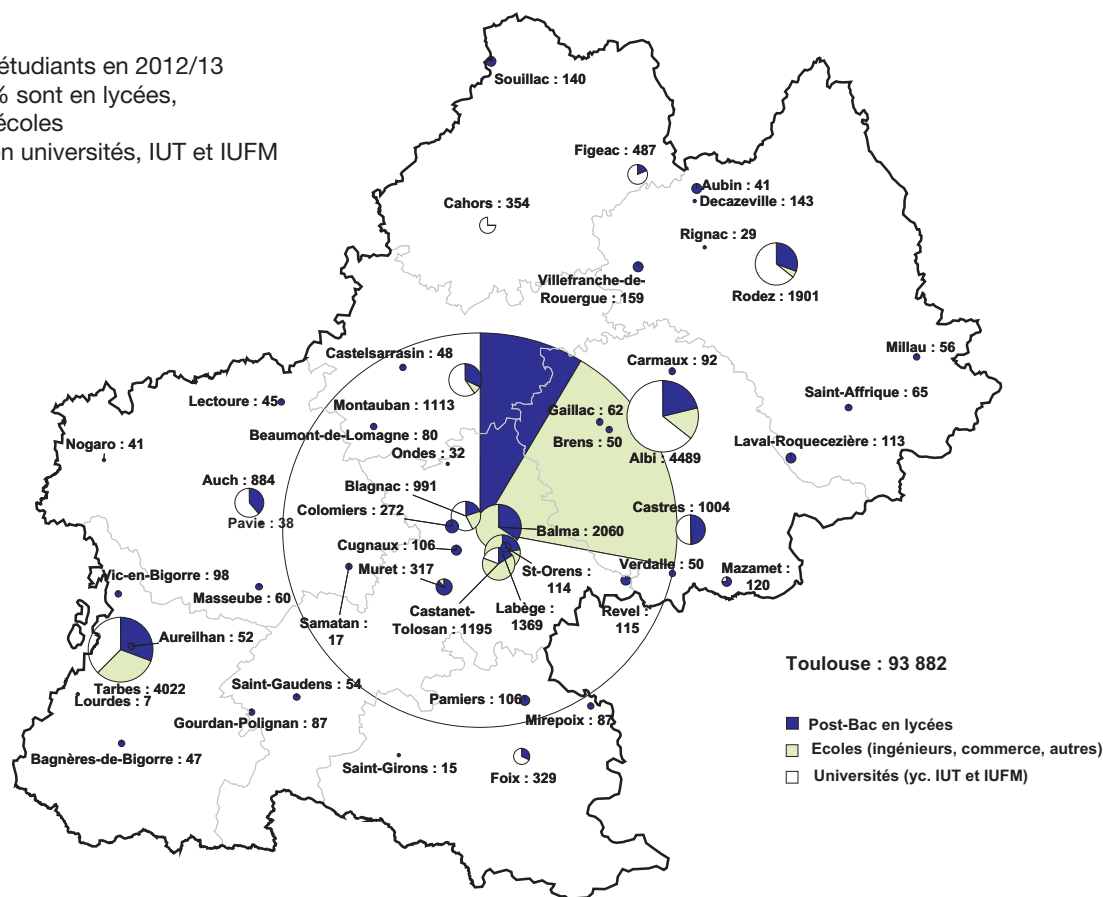 étudiants en 2012/13
% sont en lycées,
écoles
n universités, IUT et IUFM
Souillac : 140
Figeac : 487
Aubin : 41
Decazeville : 143
Cahors : 354
Rignac : 29
Villefranche-de-
Rouergue : 159
Rodez : 1901
Castelsarrasin : 48
Carmaux : 92
Millau : 56
Lectoure : 45
Montauban : 1113
Gaillac : 62
Saint-Affrique : 65
Nogaro : 41
Beaumont-de-Lomagne : 80
Brens : 50
Laval-Roquecezière : 113
Ondes : 32
Albi : 4489
Auch : 884
Blagnac : 991
Pavie : 38
Colomiers : 272
Balma : 2060
Castres : 1004
Cugnaux : 106
Vic-en-Bigorre : 98
Muret : 317
St-Orens :
114
Verdalle : 50
Mazamet :
120
Masseube : 60
Samatan :
17
Castanet-
Tolosan : 1195
Labège :
1369
Revel :
115
Aureilhan : 52
Toulouse : 93 882
Tarbes : 4022
Lourdes : 7
Saint-Gaudens : 54
Pamiers : 106
Mirepoix : 87
Gourdan-Polignan : 87
Bagnères-de-Bigorre : 47
Saint-Girons : 15
Foix : 329
Post-Bac en lycées
Ecoles (ingénieurs, commerce, autres)
Universités (yc. IUT et IUFM)